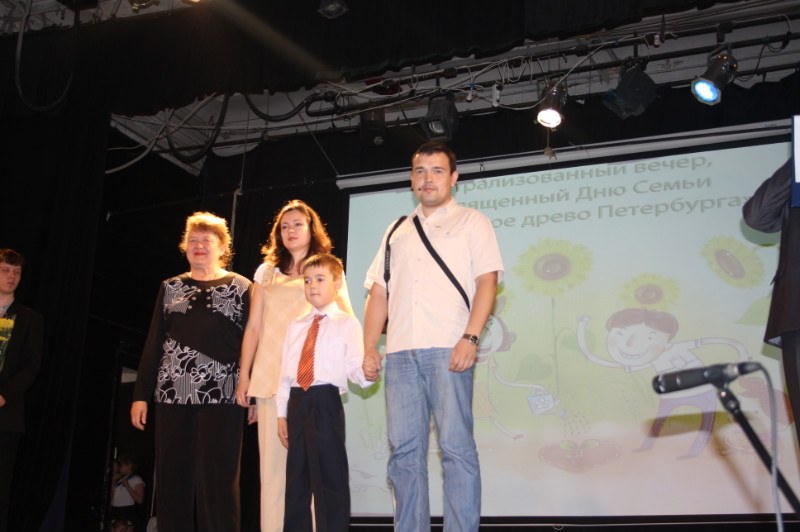 трализованный вечер,
вященный Дню Семьи
ое древо Петербурга»